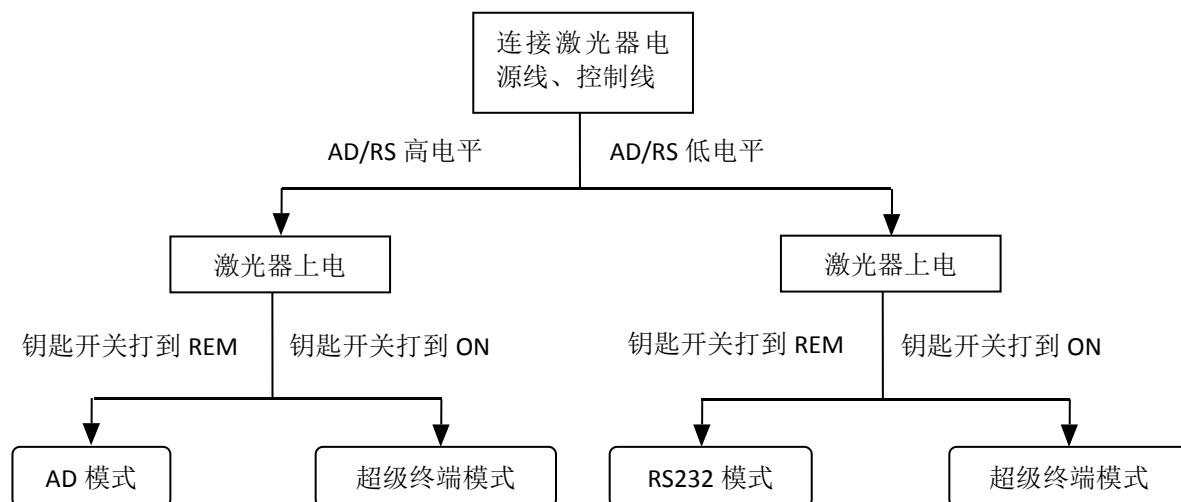 连接激光器电
源线、控制线
AD/RS 高电平
AD/RS 低电平
激光器上电
激光器上电
钥匙开关打到 REM
钥匙开关打到 ON
钥匙开关打到 REM
钥匙开关打到 ON
AD 模式
超级终端模式
RS232 模式
超级终端模式